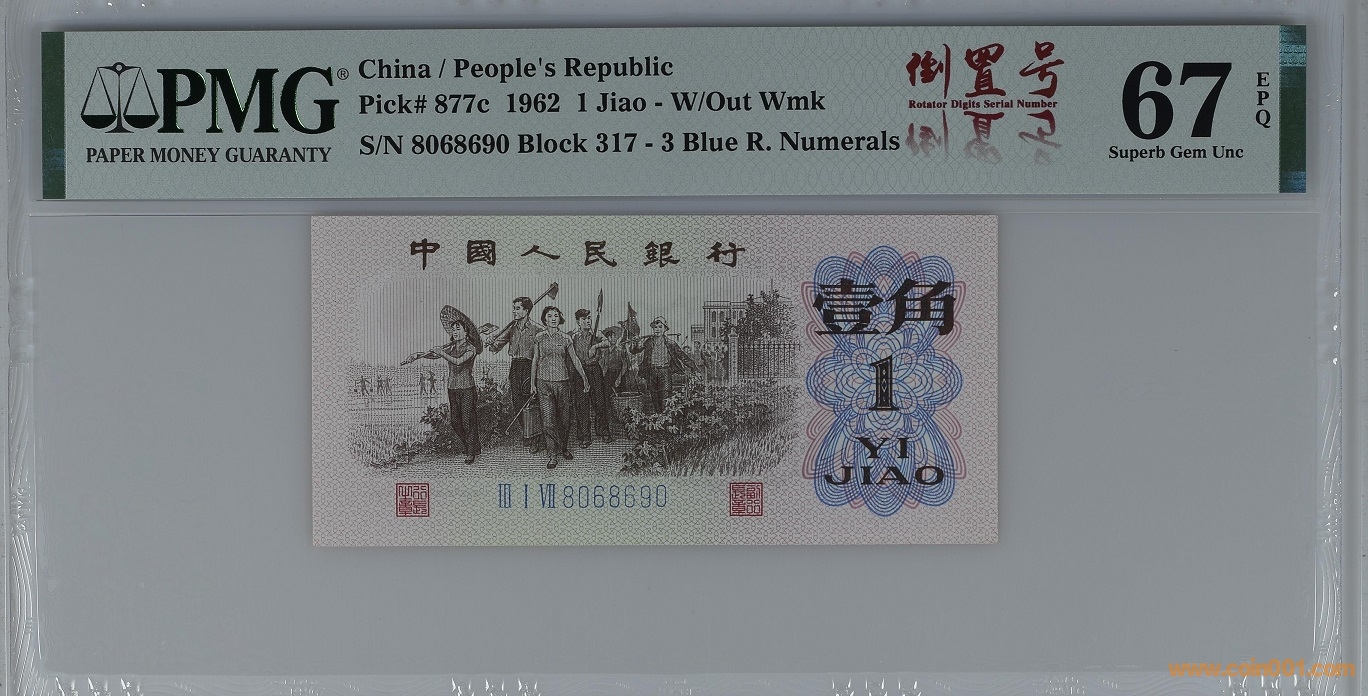 PMG®
PAPER MONEY GUARANTY
China / People's Republic
Pick# 877c 1962 1 Jiao - W/Out Wmk
S/N 8068690 Block 317 - 3 Blue R. Numerals
倒置号
Rotator Digits Serial Number
67
EPQ
Superb Gem Unc
中國人民銀行
壹角
1
YI
JIAO
III I VII 8068690
www.coin001.com